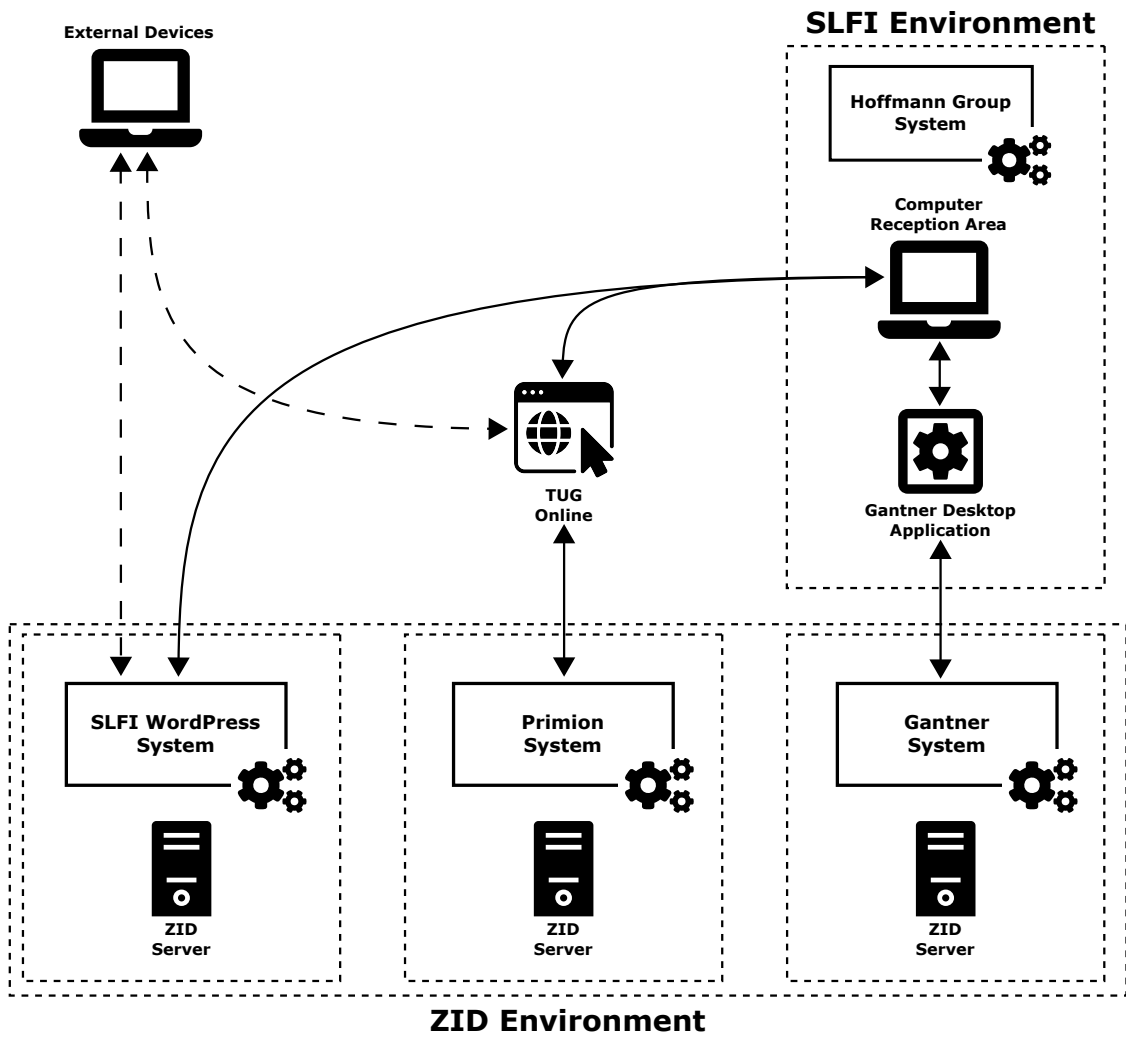 External Devices
SLFI Environment
Hoffmann Group
System
Computer
Reception Area
TUG
Online
Gantner Desktop
Application
SLFI WordPress
System
Primion
System
Gantner
System
ZID
Server
ZID
Server
ZID
Server
ZID Environment